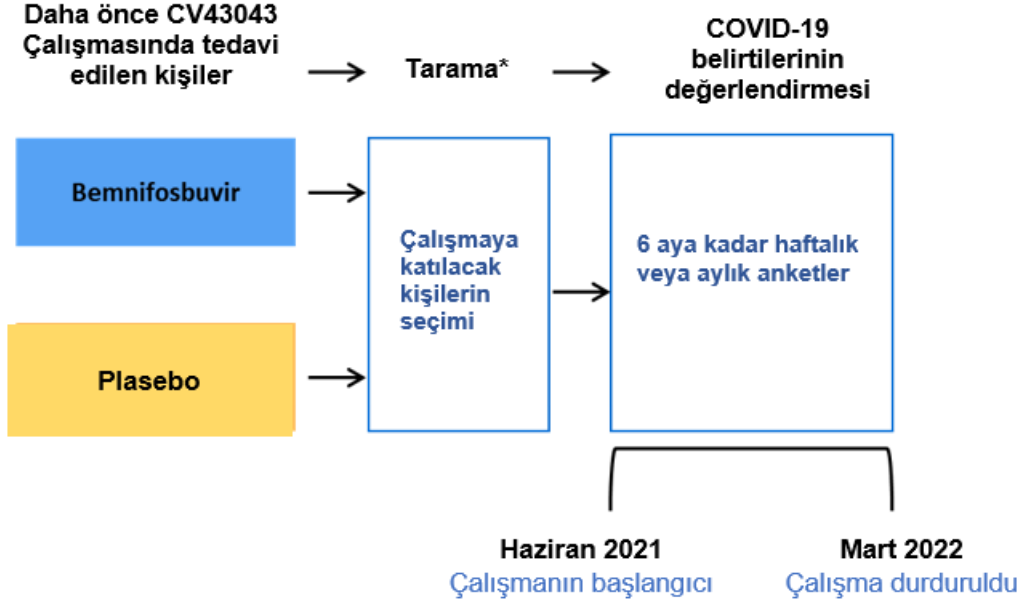 Daha önce CV43043
Çalışmasında tedavi
edilen kişiler
Tarama*
COVID-19
belirtilerinin
değerlendirmesi
Bemnifosbuvir
Plasebo
Çalışmaya
katılacak
kişilerin
seçimi
6 aya kadar haftalık
veya aylık anketler
Haziran 2021
Çalışmanın başlangıcı
Mart 2022
Çalışma durduruldu